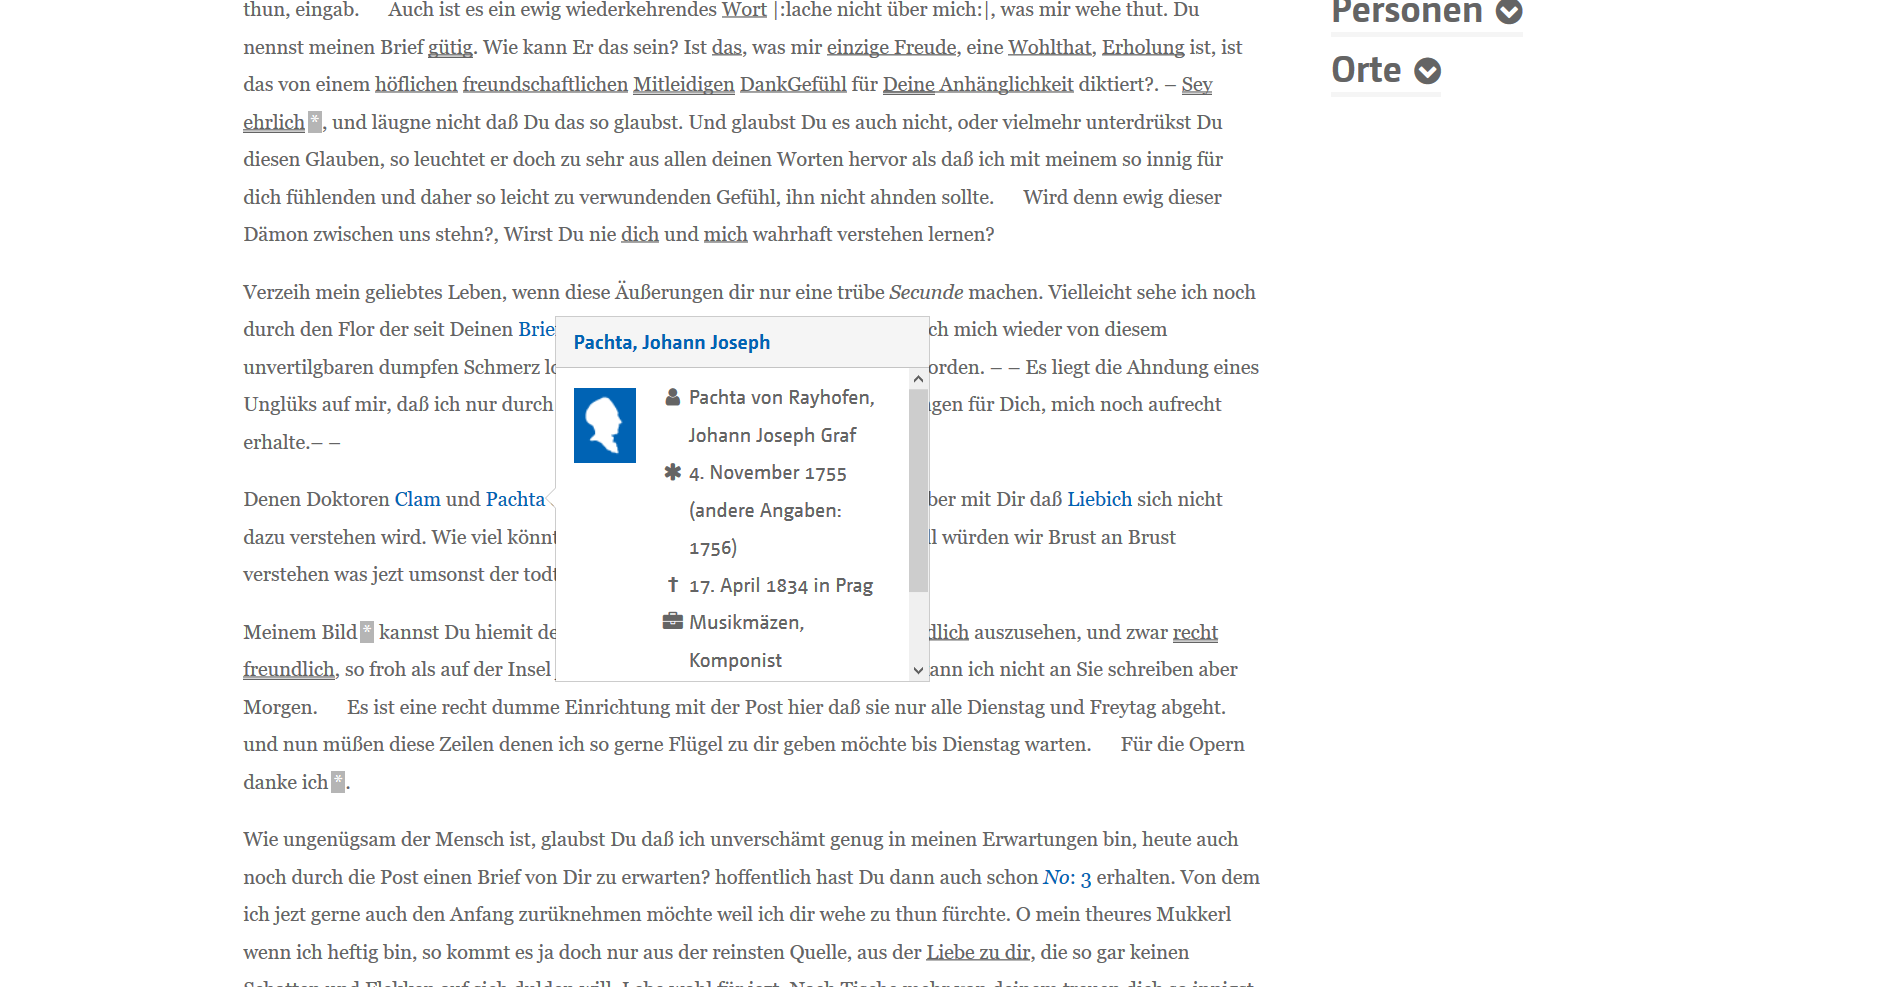 thun, eingab. Auch ist es ein ewig wiederkehrendes Wort |:lache nicht über mich:|, was mir wehe thut. Du
nennst meinen Brief gütig. Wie kann Er das sein? Ist das, was mir einzige Freude, eine Wohlthat, Erholung ist, ist
das von einem höflichen freundschaftlichen Mitleidigen DankGefühl für Deine Anhänglichkeit diktiert?. – Sey
ehrlich *, und läugne nicht daß Du das so glaubst. Und glaubst Du es auch nicht, oder vielmehr unterdrükst Du
diesen Glauben, so leuchtet er doch zu sehr aus allen deinen Worten hervor als daß ich mit meinem so innig für
dich fühlenden und daher so leicht zu verwundenden Gefühl, ihn nicht ahnden sollte. Wird denn ewig dieser
Dämon zwischen uns stehn?, Wirst Du nie dich und mich wahrhaft verstehen lernen?
Verzeih mein geliebtes Leben, wenn diese Äußerungen dir nur eine trübe Secunde machen. Vielleicht sehe ich noch
durch den Flor der seit Deinen Brie ch mich wieder von diesem
unvertilgbaren dumpfen Schmerz lo orden. – – Es liegt die Ahndung eines
Unglüks auf mir, daß ich nur durch gen für Dich, mich noch aufrecht
erhalte.– –
Denen Doktoren Clam und Pachta ber mit Dir daß Liebich sich nicht
dazu verstehen wird. Wie viel könnt ll würden wir Brust an Brust
verstehen was jezt umsonst der todt
Meinem Bild * kannst Du hiemit de dlich auszusehen, und zwar recht
freundlich, so froh als auf der Insel ann ich nicht an Sie schreiben aber
Morgen. Es ist eine recht dumme Einrichtung mit der Post hier daß sie nur alle Dienstag und Freytag abgeht.
und nun müßen diese Zeilen denen ich so gerne Flügel zu dir geben möchte bis Dienstag warten. Für die Opern
danke ich *.
Wie ungenügsam der Mensch ist, glaubst Du daß ich unverschämt genug in meinen Erwartungen bin, heute auch
noch durch die Post einen Brief von Dir zu erwarten? hoffentlich hast Du dann auch schon No: 3 erhalten. Von dem
ich jezt gerne auch den Anfang zurüknehmen möchte weil ich dir wehe zu thun fürchte. O mein theures Mukkerl
wenn ich heftig bin, so kommt es ja doch nur aus der reinsten Quelle, aus der Liebe zu dir, die so gar keinen
Pachta, Johann Joseph
Pachta von Rayhofen,
Johann Joseph Graf
4. November 1755
(andere Angaben:
1756)
17. April 1834 in Prag
Musikmäzen,
Komponist
Personen
Orte